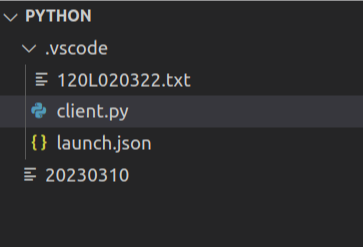 PYTHON
.vscode
120L020322.txt
client.py
{} launch.json
20230310